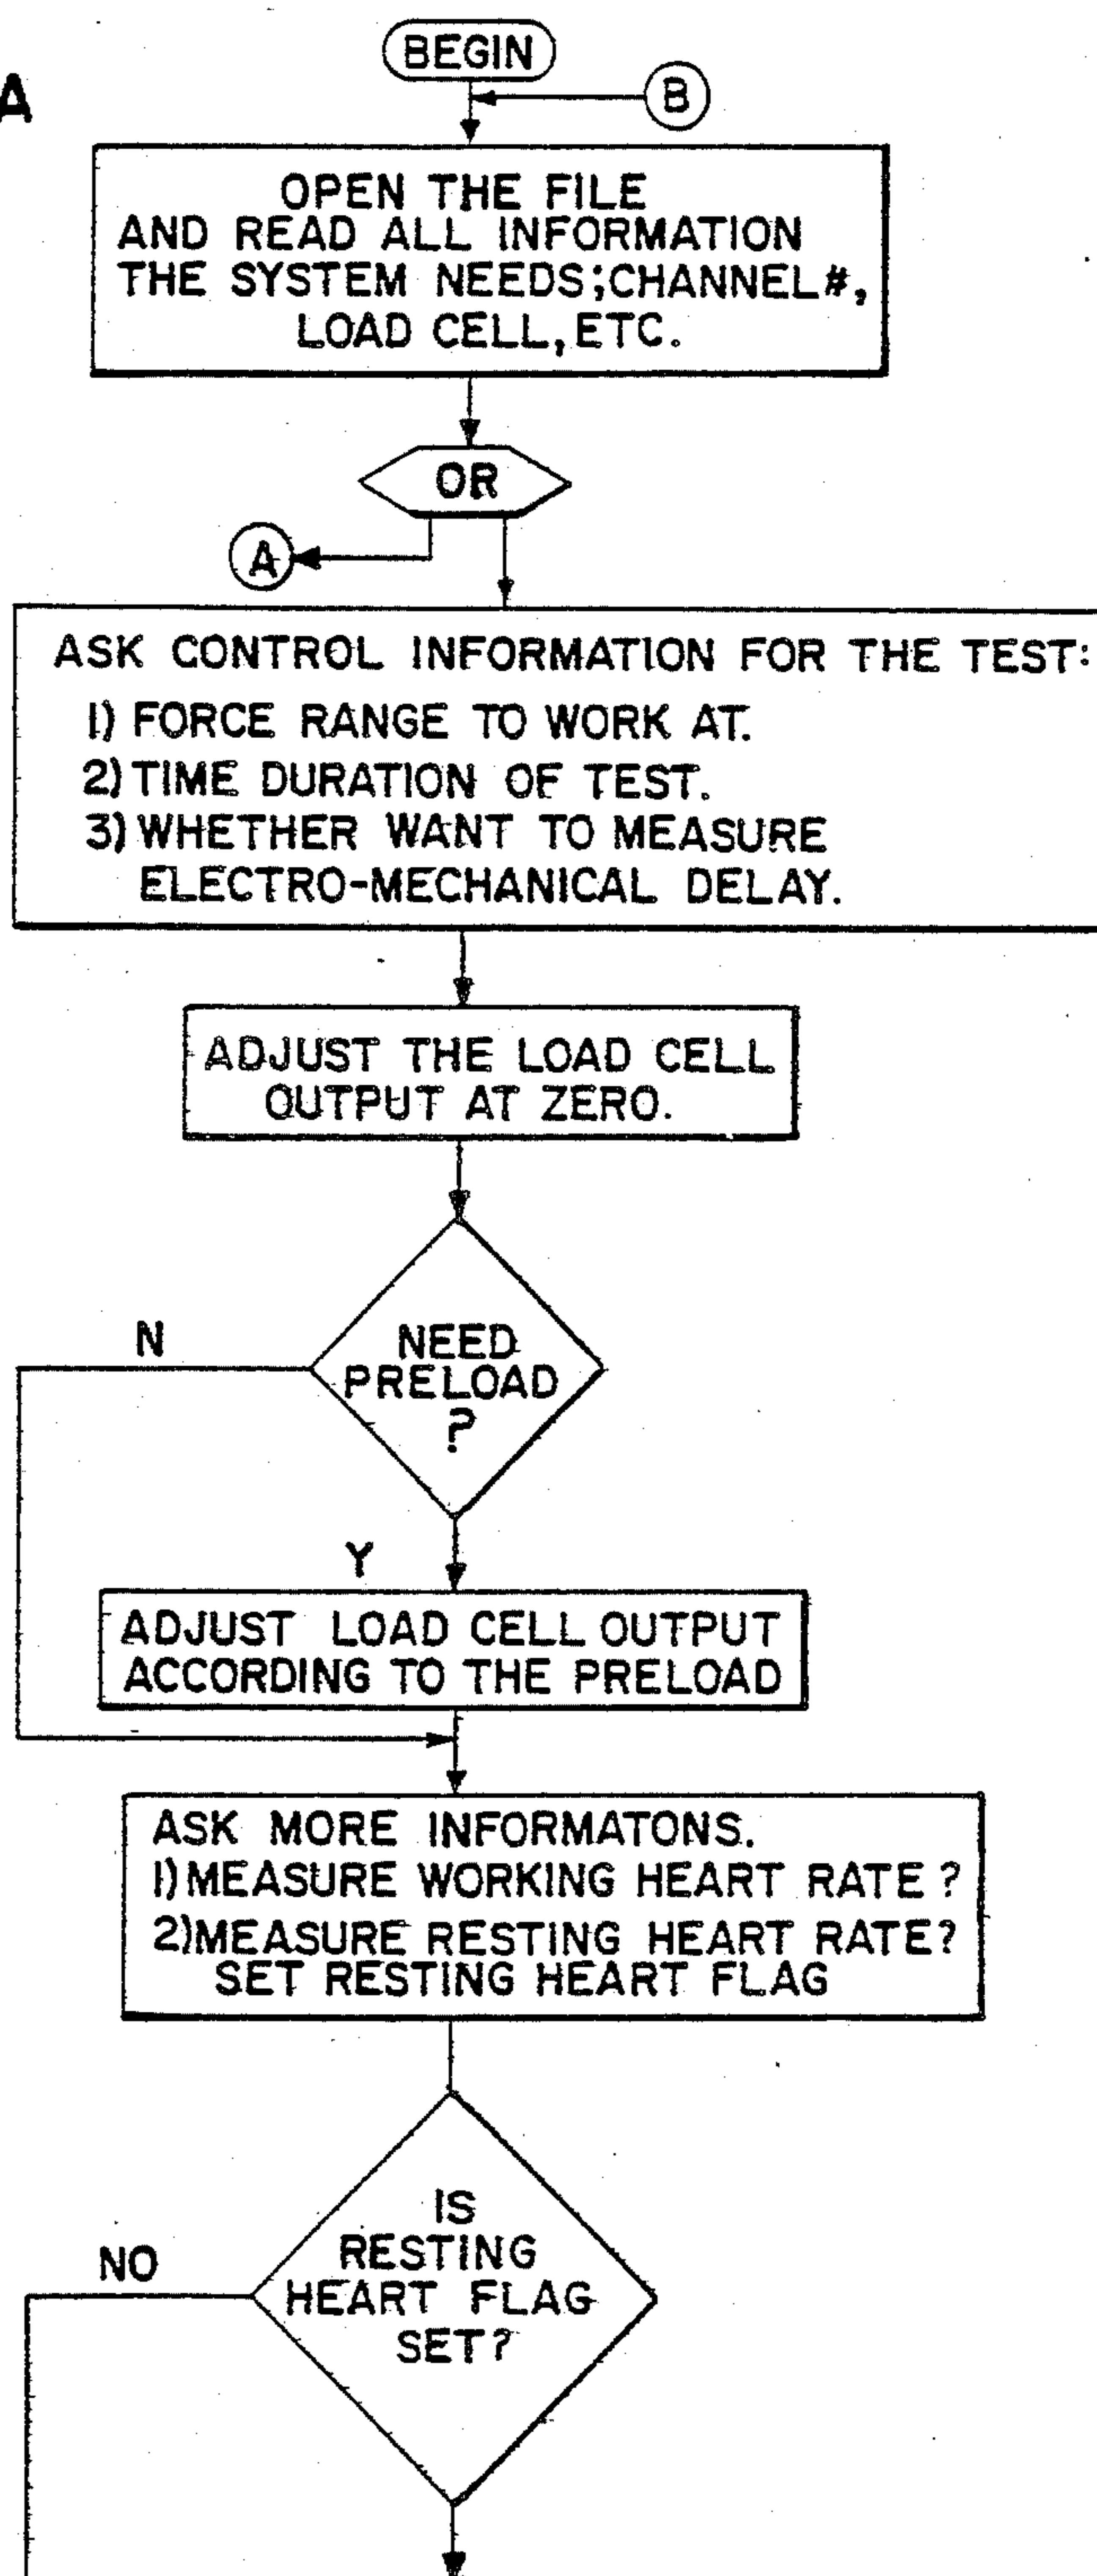 A
BEGIN
B
OPEN THE FILE
AND READ ALL INFORMATION
THE SYSTEM NEEDS;CHANNEL#,
LOAD CELL, ETC.
OR
A
ASK CONTROL INFORMATION FOR THE TEST:
1) FORCE RANGE TO WORK AT.
2) TIME DURATION OF TEST.
3) WHETHER WANT TO MEASURE
ELECTRO-MECHANICAL DELAY.
ADJUST THE LOAD CELL
OUTPUT AT ZERO.
N
NEED
PRELOAD
?
Y
ADJUST LOAD CELL OUTPUT
ACCORDING TO THE PRELOAD
ASK MORE INFORMATONS.
1) MEASURE WORKING HEART RATE ?
2) MEASURE RESTING HEART RATE?
SET RESTING HEART FLAG
NO
IS
RESTING
HEART FLAG
SET?